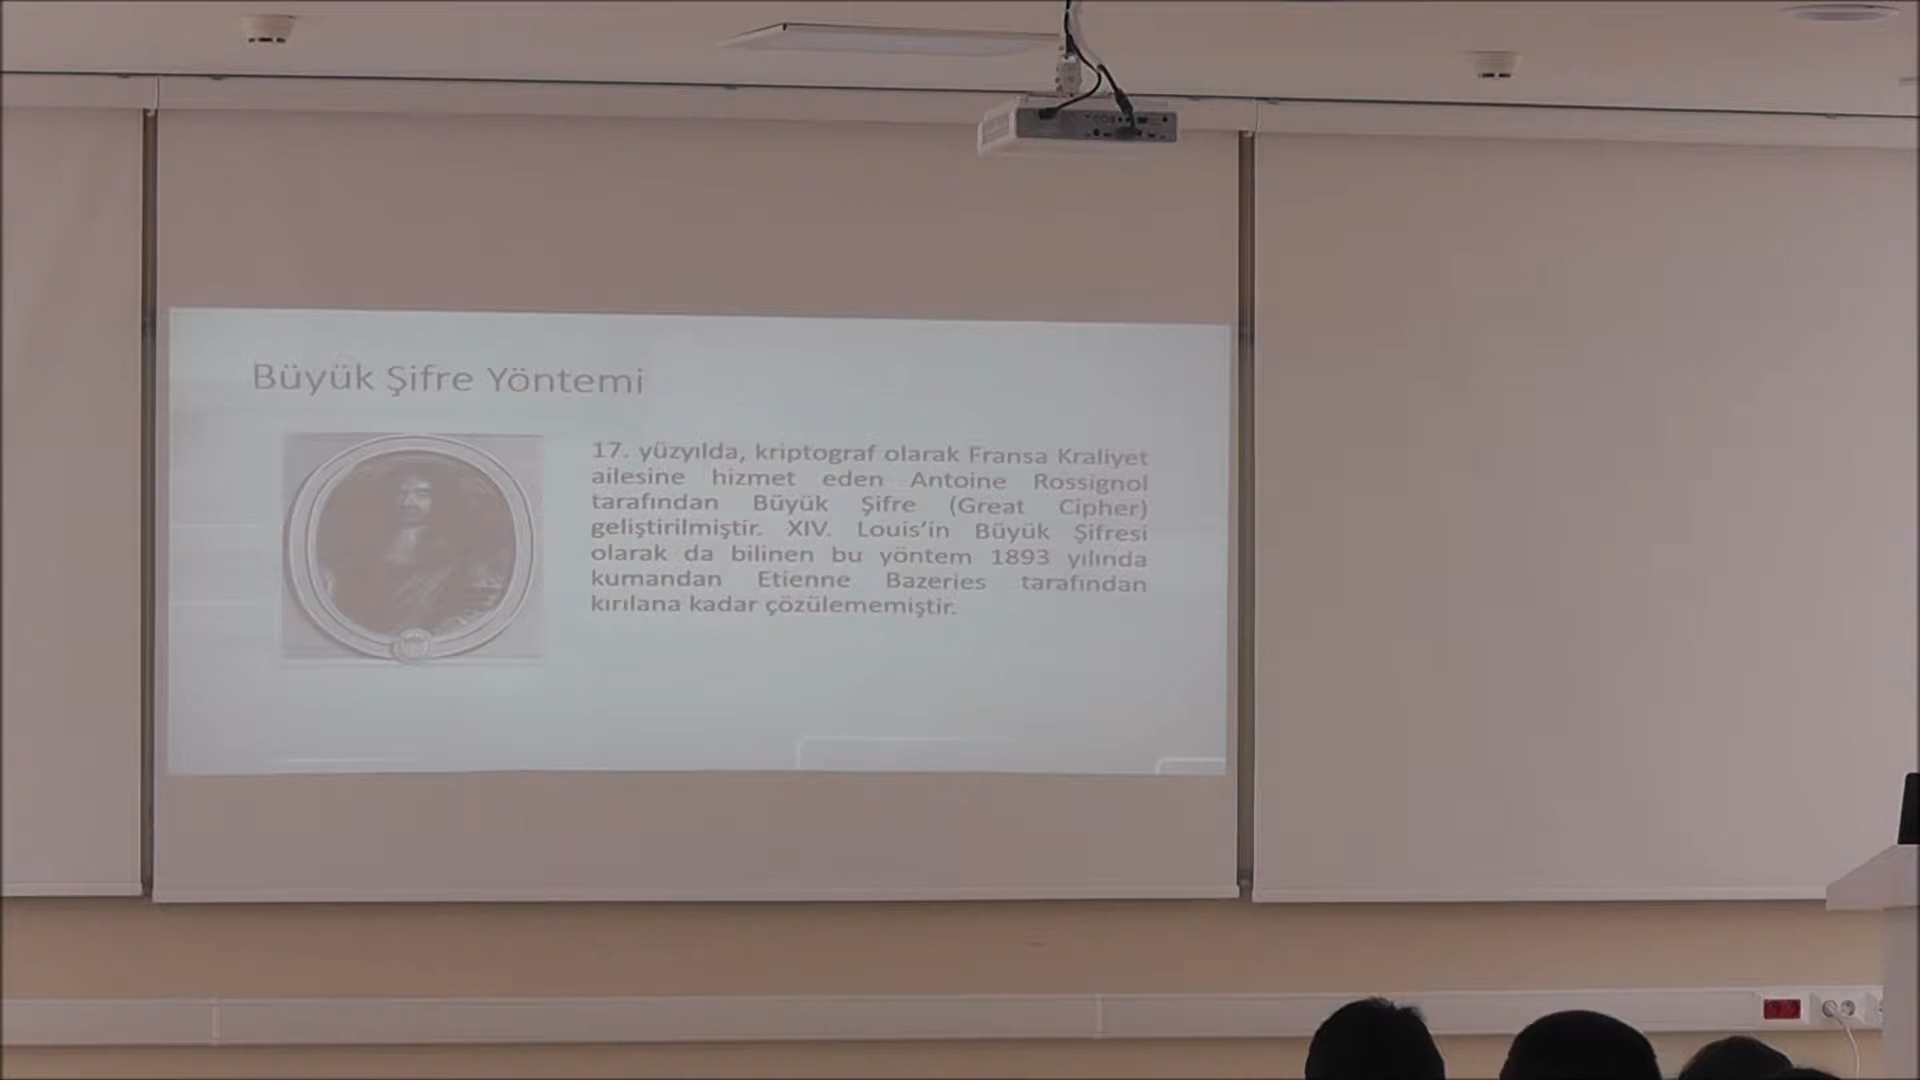 Büyük Şifre Yöntemi
17. yüzyılda, kriptograf olarak Fransa Kraliyet
ailesine hizmet eden Antoine Rossignol
tarafından Büyük Şifre (Great Cipher)
geliştirilmiştir. XIV. Louis’in Büyük Şifresi
olarak da bilinen bu yöntem 1893 yılında
kumandan Etienne Bazeries tarafından
kırılana kadar çözülememiştir.